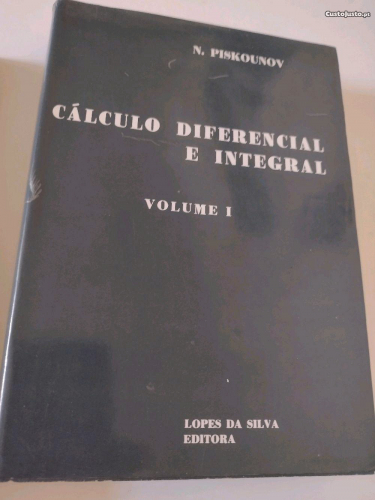 CustoJusto.pt
N. PISKOUNOV
CÁLCULO DIFERENCIAL
E INTEGRAL
VOLUME I
LOPES DA SILVA
EDITORA